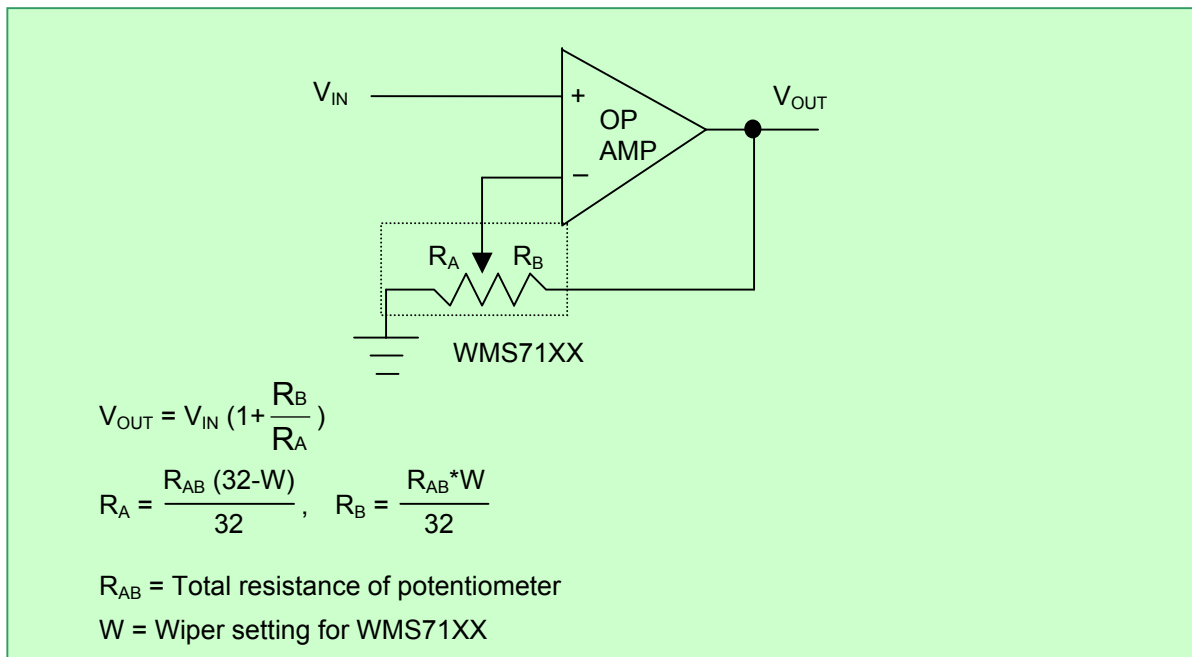 V_IN
+
OP
AMP
−
V_OUT
R_A R_B
WMS71XX
V_OUT = V_IN (1+ R_B / R_A )
R_A = R_AB (32-W) / 32 , R_B = R_AB*W / 32
R_AB = Total resistance of potentiometer
W = Wiper setting for WMS71XX